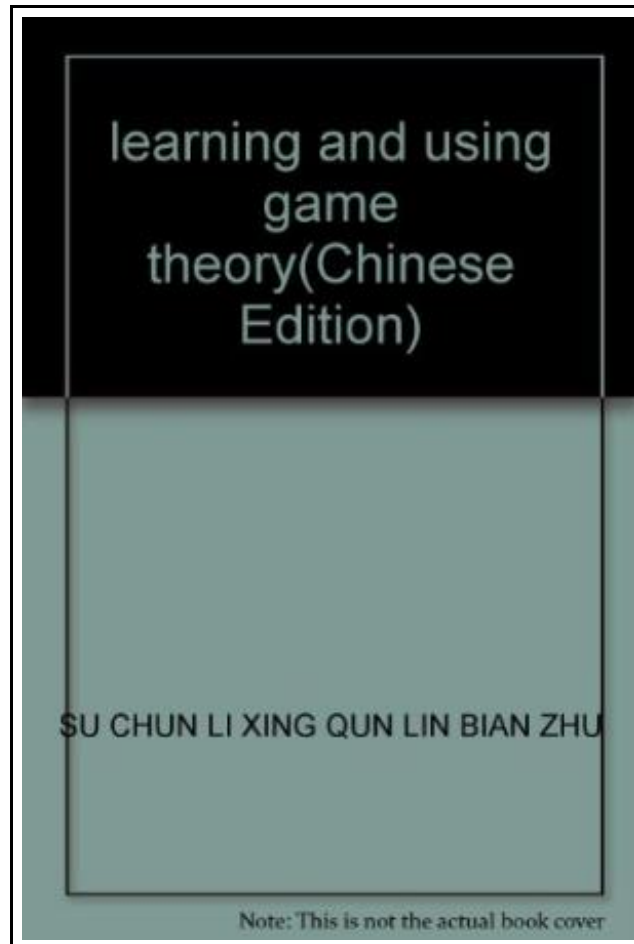 learning and using
game
theory(Chinese
Edition)
SU CHUN LI XING QUN LIN BIAN ZHU
Note: This is not the actual book cover